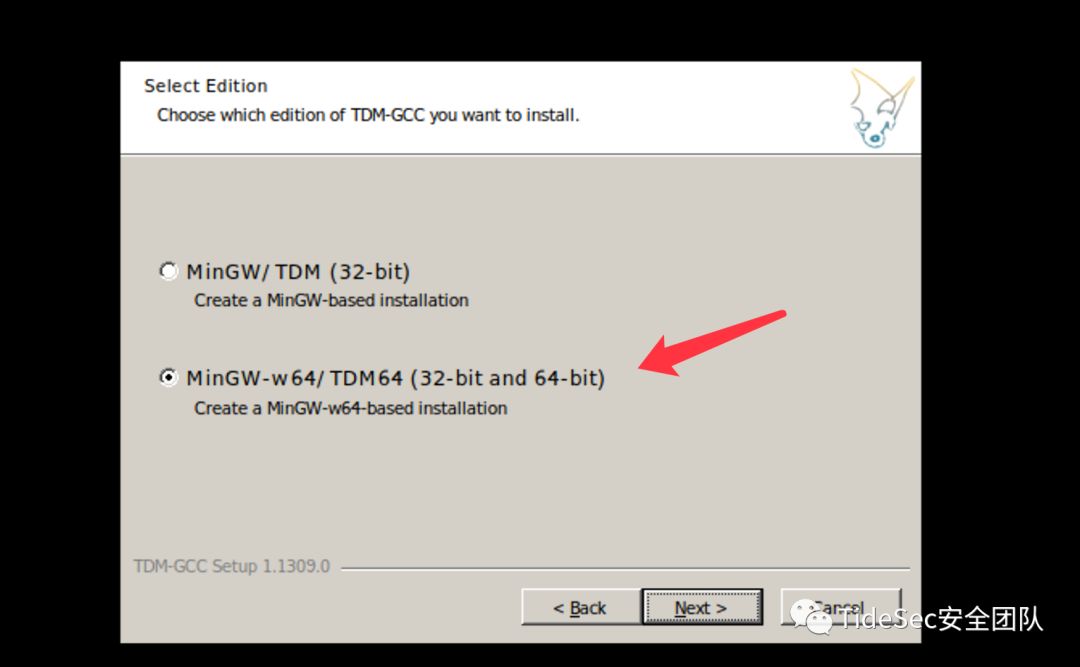 Select Edition
Choose which edition of TDM-GCC you want to install.
MinGW/ TDM (32-bit)
Create a MinGW-based installation
MinGW-w64/ TDM64 (32-bit and 64-bit)
Create a MinGW-w64-based installation
TDM-GCC Setup 1.1309.0
< Back
Next >
Cancel
TideSec安全团队